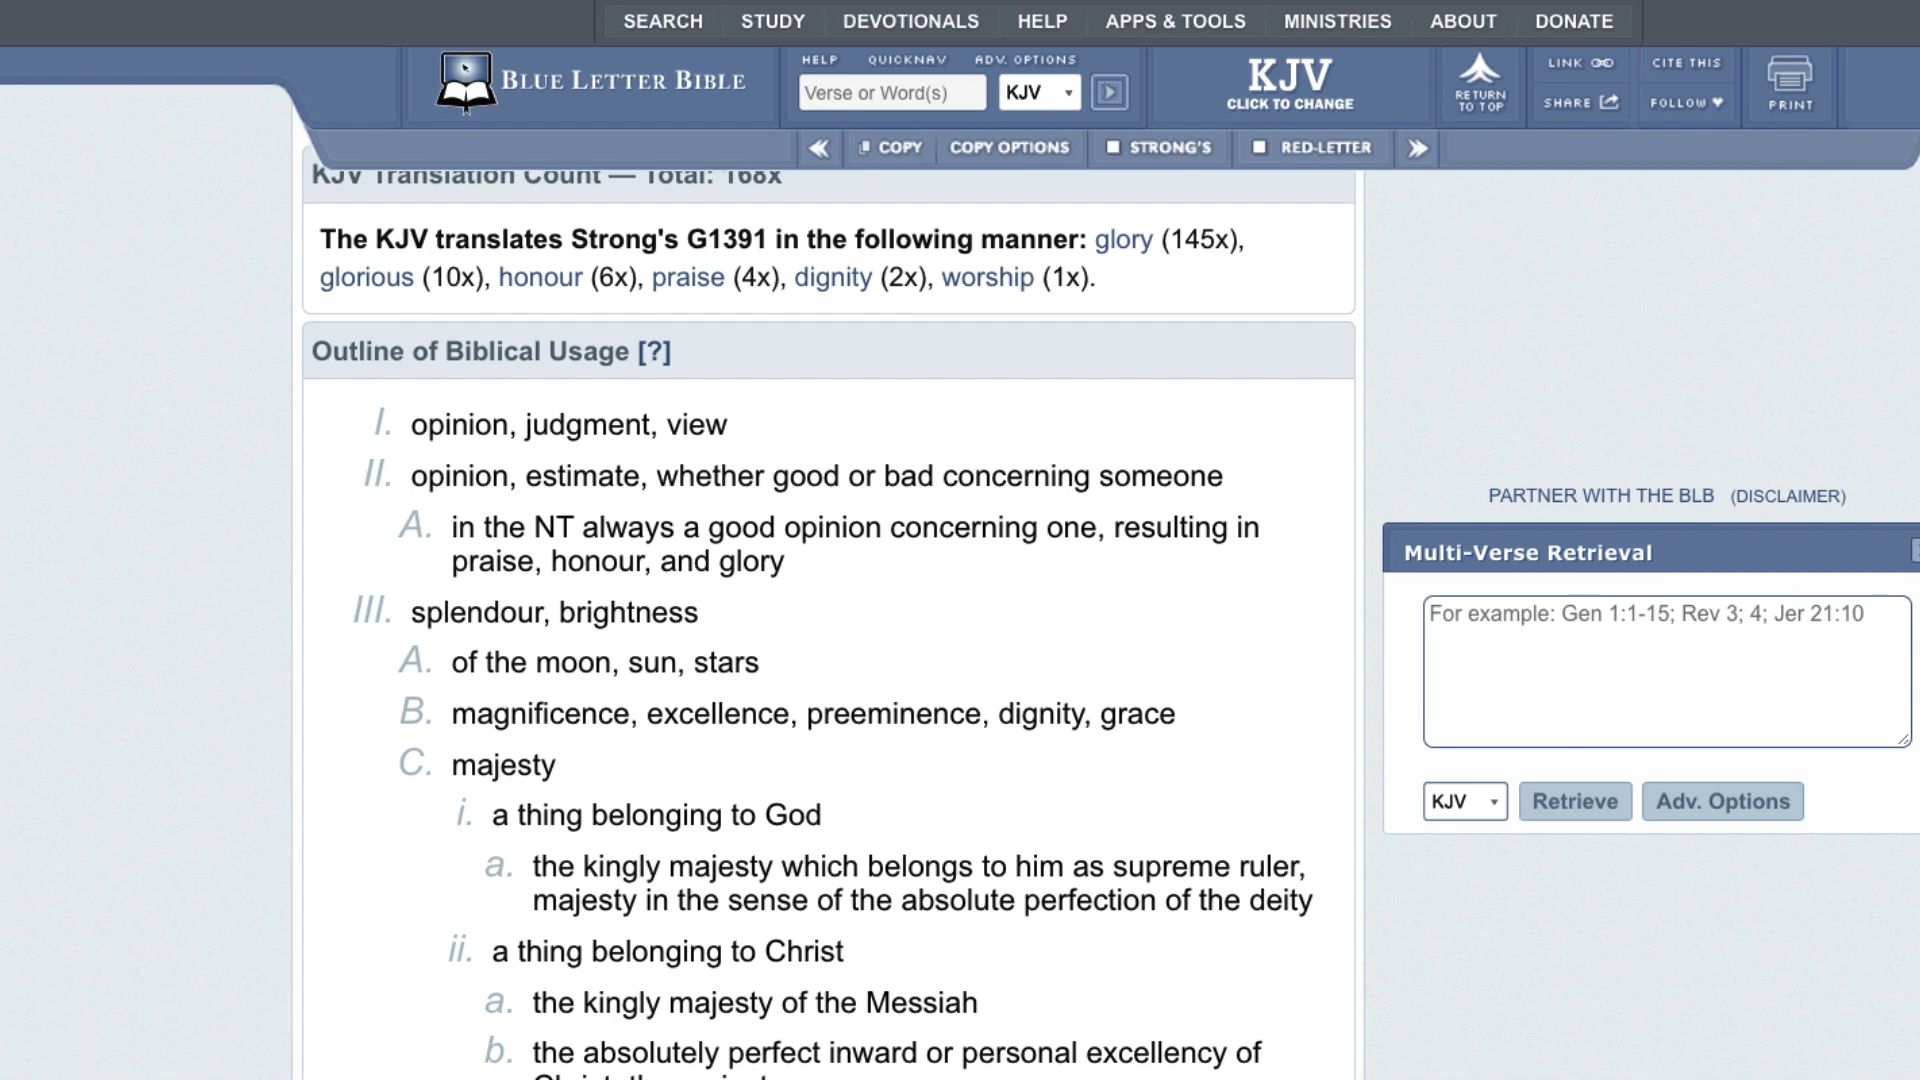 SEARCH STUDY DEVOTIONALS HELP APPS & TOOLS MINISTRIES ABOUT DONATE
BLUE LETTER BIBLE
HELP QUICKNAV ADV. OPTIONS
Verse or Word(s) KJV
KJV
CLICK TO CHANGE
RETURN
TO TOP
LINK
SHARE
CITE THIS
FOLLOW
PRINT
COPY COPY OPTIONS STRONG'S RED-LETTER
KJV Translation Count — Total: 168x
The KJV translates Strong's G1391 in the following manner: glory (145x),
glorious (10x), honour (6x), praise (4x), dignity (2x), worship (1x).
Outline of Biblical Usage [?]
I. opinion, judgment, view
II. opinion, estimate, whether good or bad concerning someone
A. in the NT always a good opinion concerning one, resulting in
praise, honour, and glory
III. splendour, brightness
A. of the moon, sun, stars
B. magnificence, excellence, preeminence, dignity, grace
C. majesty
i. a thing belonging to God
a. the kingly majesty which belongs to him as supreme ruler,
majesty in the sense of the absolute perfection of the deity
ii. a thing belonging to Christ
a. the kingly majesty of the Messiah
b. the absolutely perfect inward or personal excellency of
PARTNER WITH THE BLB (DISCLAIMER)
Multi-Verse Retrieval
For example: Gen 1:1-15; Rev 3; 4; Jer 21:10
KJV Retrieve Adv. Options